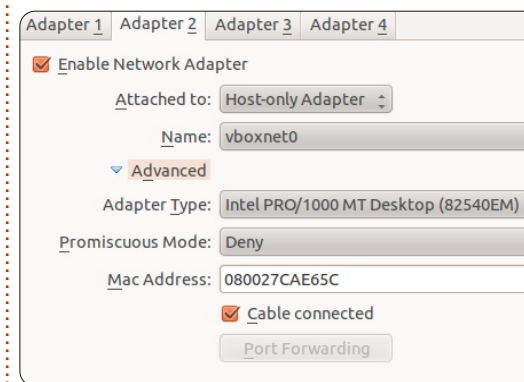 Adapter 1 Adapter 2 Adapter 3 Adapter 4
Enable Network Adapter
Attached to: Host-only Adapter
Name: vboxnet0
Advanced
Adapter Type: Intel PRO/1000 MT Desktop (82540EM)
Promiscuous Mode: Deny
Mac Address: 080027CAE65C
Cable connected
Port Forwarding